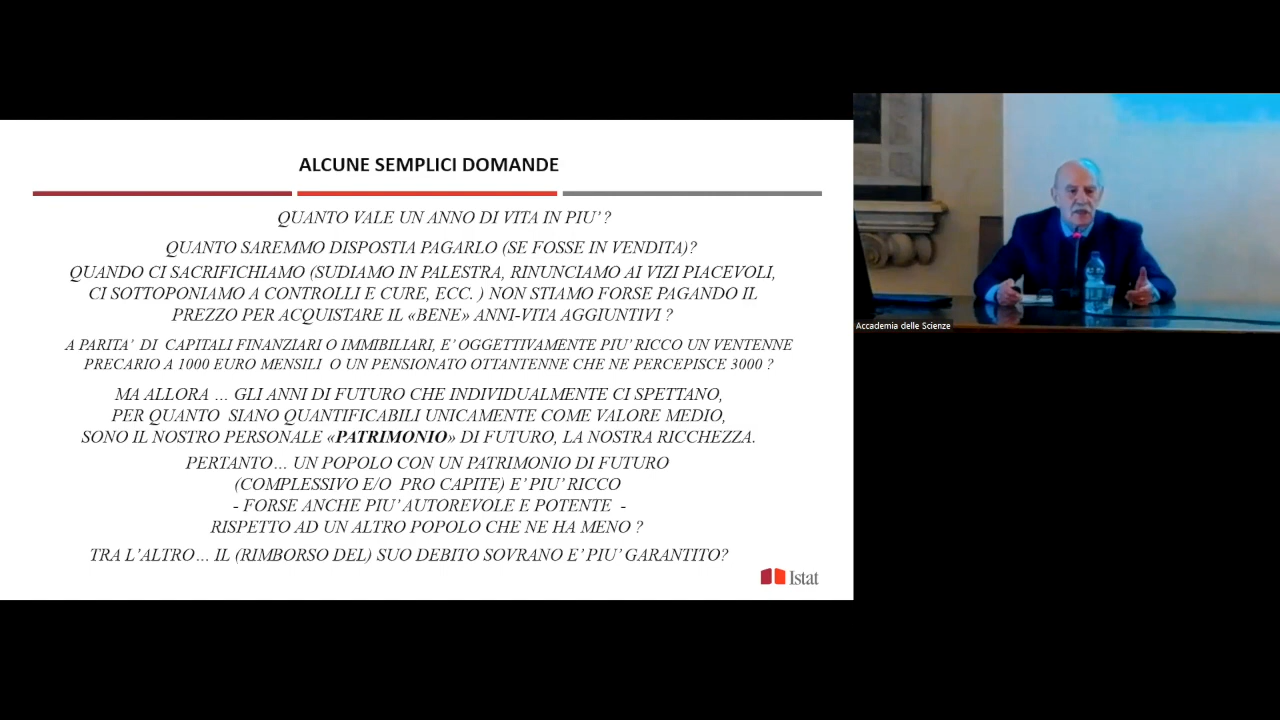 ALCUNE SEMPLICI DOMANDE
QUANTO VALE UN ANNO DI VITA IN PIU' ?
QUANTO SAREMMO DISPOSTIA PAGARLO (SE FOSSE IN VENDITA)?
QUANDO CI SACRIFICHIAMO (SUDIAMO IN PALESTRA, RINUNCIAMO AI VIZI PIACEVOLI,
CI SOTTOPONIAMO A CONTROLLI E CURE, ECC. ) NON STIAMO FORSE PAGANDO IL
PREZZO PER ACQUISTARE IL «BENE» ANNI-VITA AGGIUNTIVI ?
A PARITA' DI CAPITALI FINANZIARI O IMMIBILIARI, E' OGGETTIVAMENTE PIU' RICCO UN VENTENNE
PRECARIO A 1000 EURO MENSILI O UN PENSIONATO OTTANTENNE CHE NE PERCEPISCE 3000 ?
MA ALLORA … GLI ANNI DI FUTURO CHE INDIVIDUALMENTE CI SPETTANO,
PER QUANTO SIANO QUANTIFICABILI UNICAMENTE COME VALORE MEDIO,
SONO IL NOSTRO PERSONALE «PATRIMONIO» DI FUTURO, LA NOSTRA RICCHEZZA.
PERTANTO… UN POPOLO CON UN PATRIMONIO DI FUTURO
(COMPLESSIVO E/O PRO CAPITE) E' PIU' RICCO
- FORSE ANCHE PIU' AUTOREVOLE E POTENTE -
RISPETTO AD UN ALTRO POPOLO CHE NE HA MENO ?
TRA L'ALTRO… IL (RIMBORSO DEL) SUO DEBITO SOVRANO E' PIU' GARANTITO?
Istat
Accademia delle Scienze